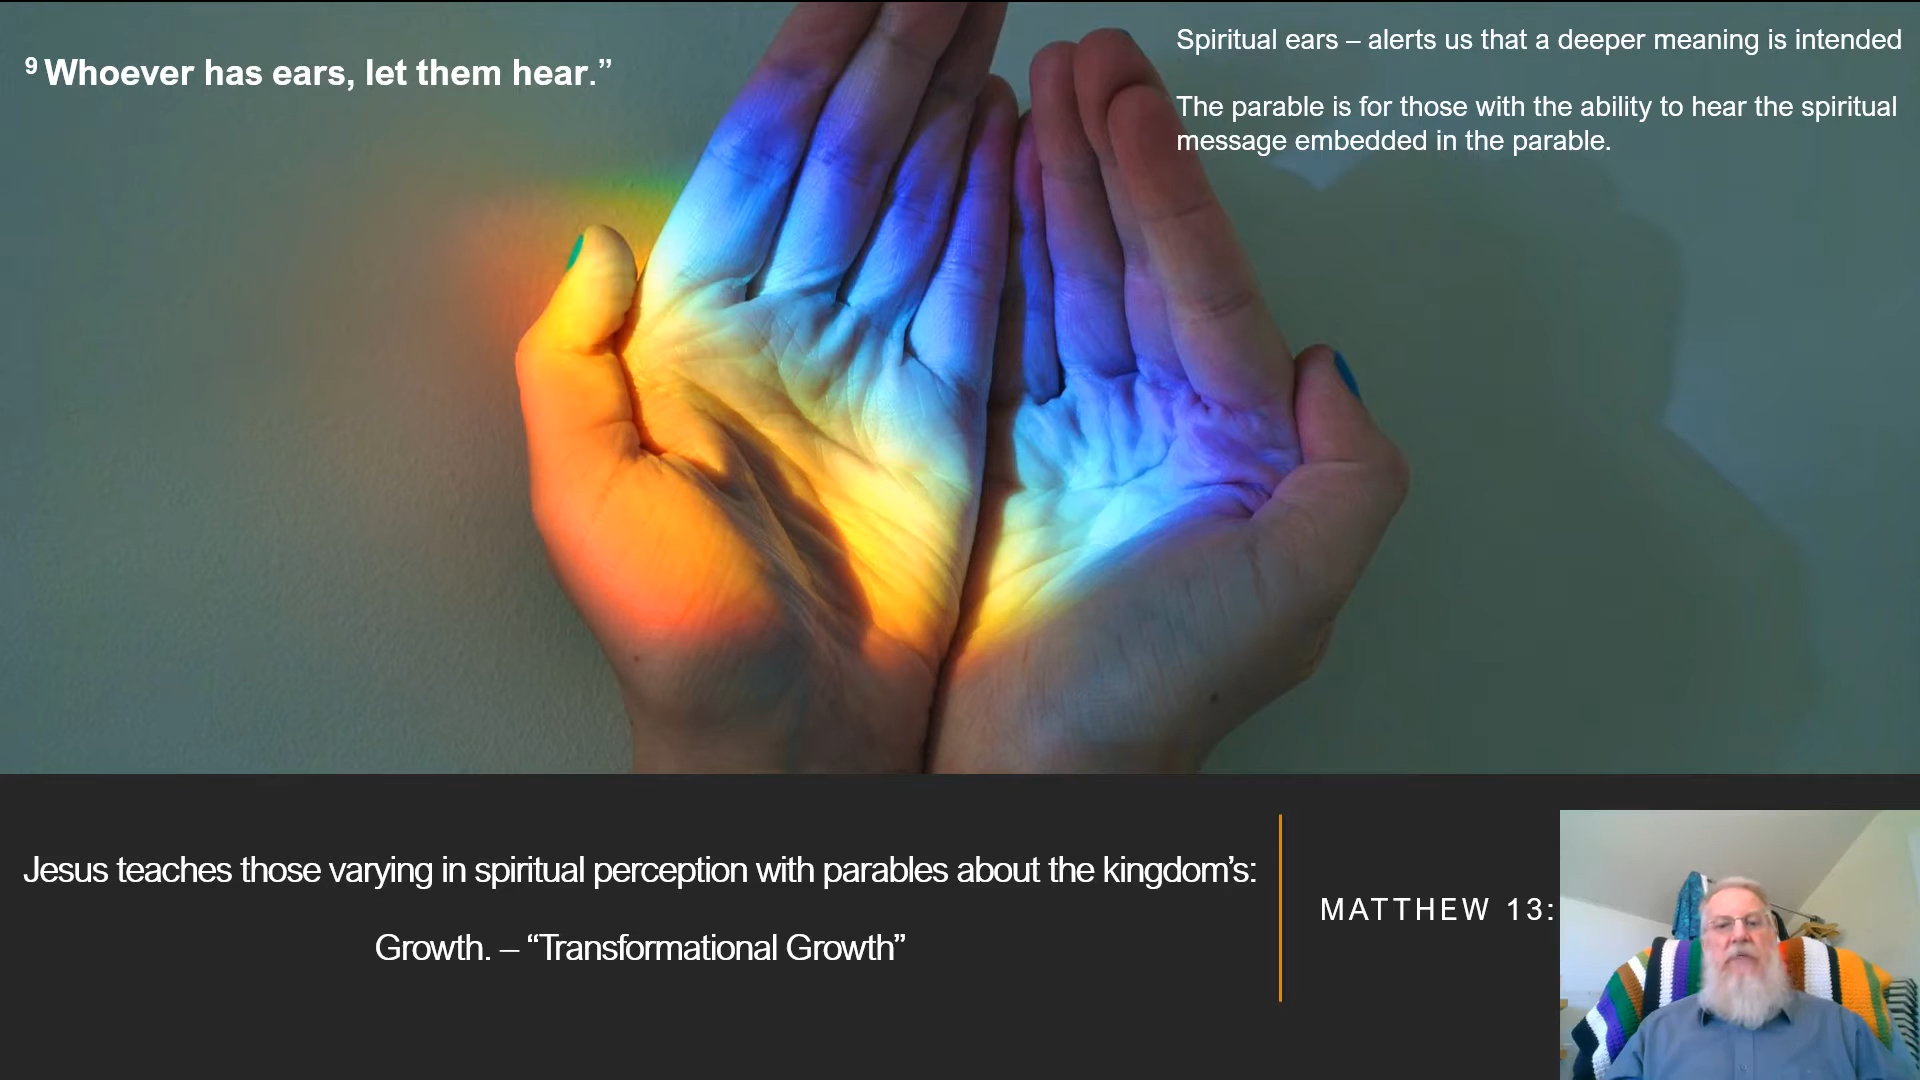 9 Whoever has ears, let them hear.”
Spiritual ears – alerts us that a deeper meaning is intended
The parable is for those with the ability to hear the spiritual
message embedded in the parable.
Jesus teaches those varying in spiritual perception with parables about the kingdom’s:
Growth. – “Transformational Growth”
MATTHEW 13: